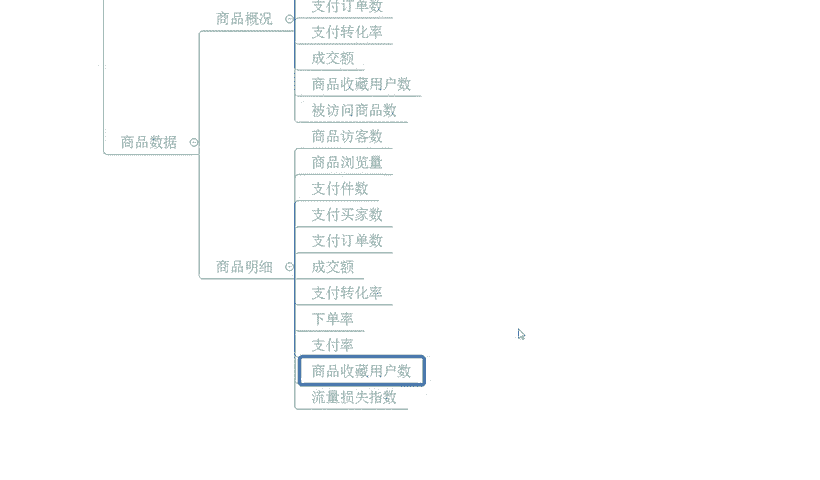 支付订单数
商品概况
支付转化率
成交额
商品收藏用户数
被访问商品数
商品数据
商品访客数
商品浏览量
支付件数
支付买家数
支付订单数
商品明细
成交额
支付转化率
下单率
支付率
商品收藏用户数
流量损失指数